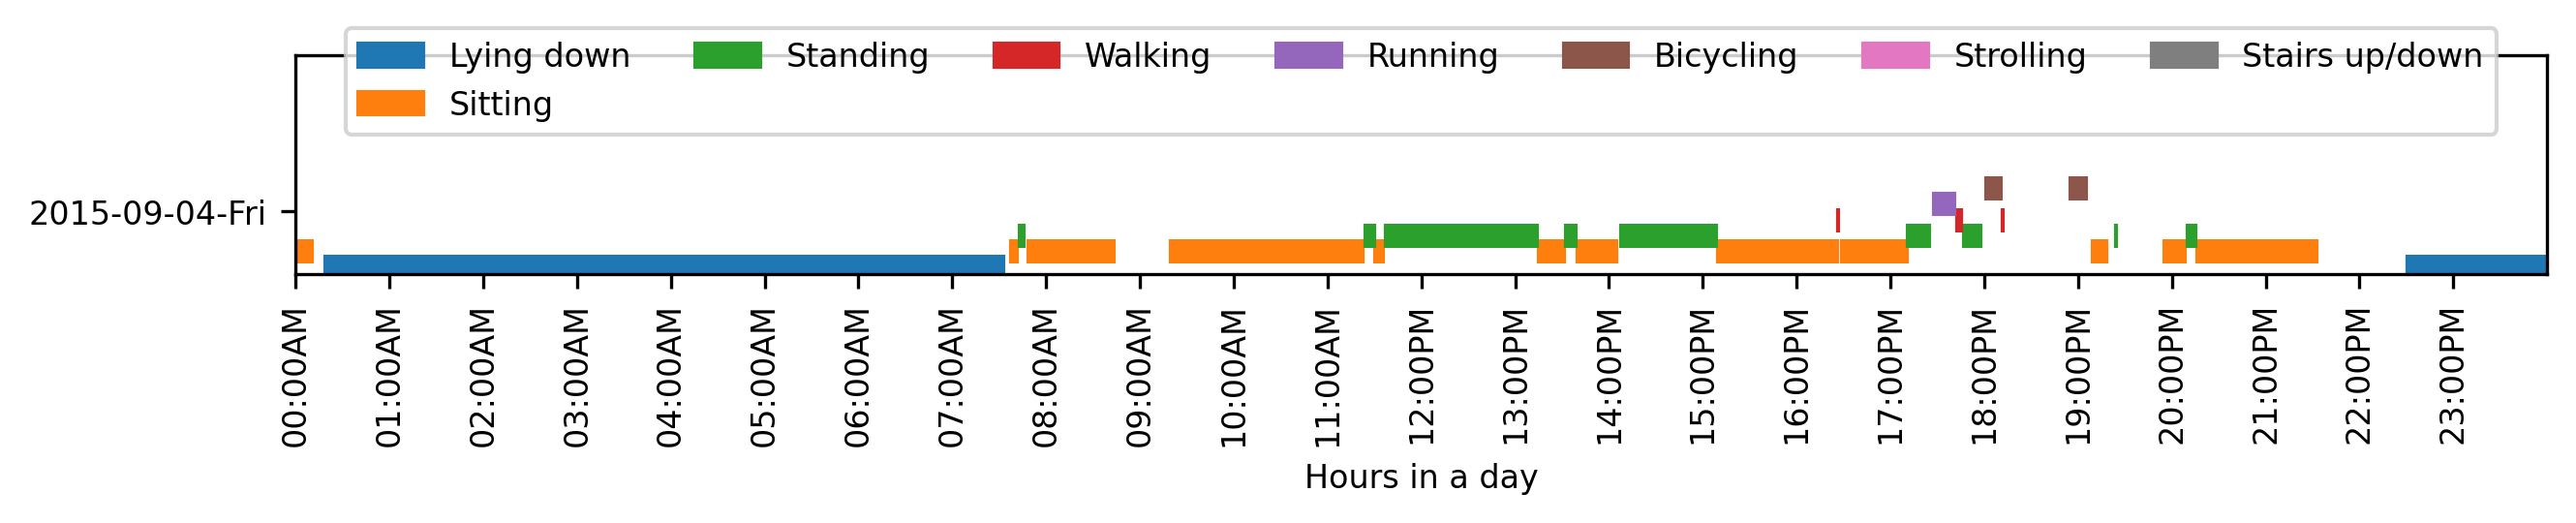 Lying down Standing Walking Running Bicycling Strolling Stairs up/down
Sitting
2015-09-04-Fri
00:00AM 01:00AM 02:00AM 03:00AM 04:00AM 05:00AM 06:00AM 07:00AM 08:00AM 09:00AM 10:00AM 11:00AM 12:00PM 13:00PM 14:00PM 15:00PM 16:00PM 17:00PM 18:00PM 19:00PM 20:00PM 21:00PM 22:00PM 23:00PM
Hours in a day